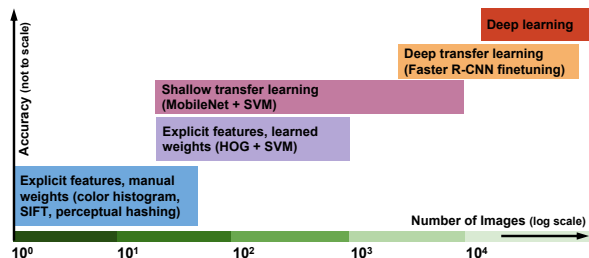 Accuracy (not to scale)
Deep learning
Deep transfer learning
(Faster R-CNN finetuning)
Shallow transfer learning
(MobileNet + SVM)
Explicit features, learned
weights (HOG + SVM)
Explicit features, manual
weights (color histogram,
SIFT, perceptual hashing)
Number of Images (log scale)
10⁰ 10¹ 10² 10³ 10⁴